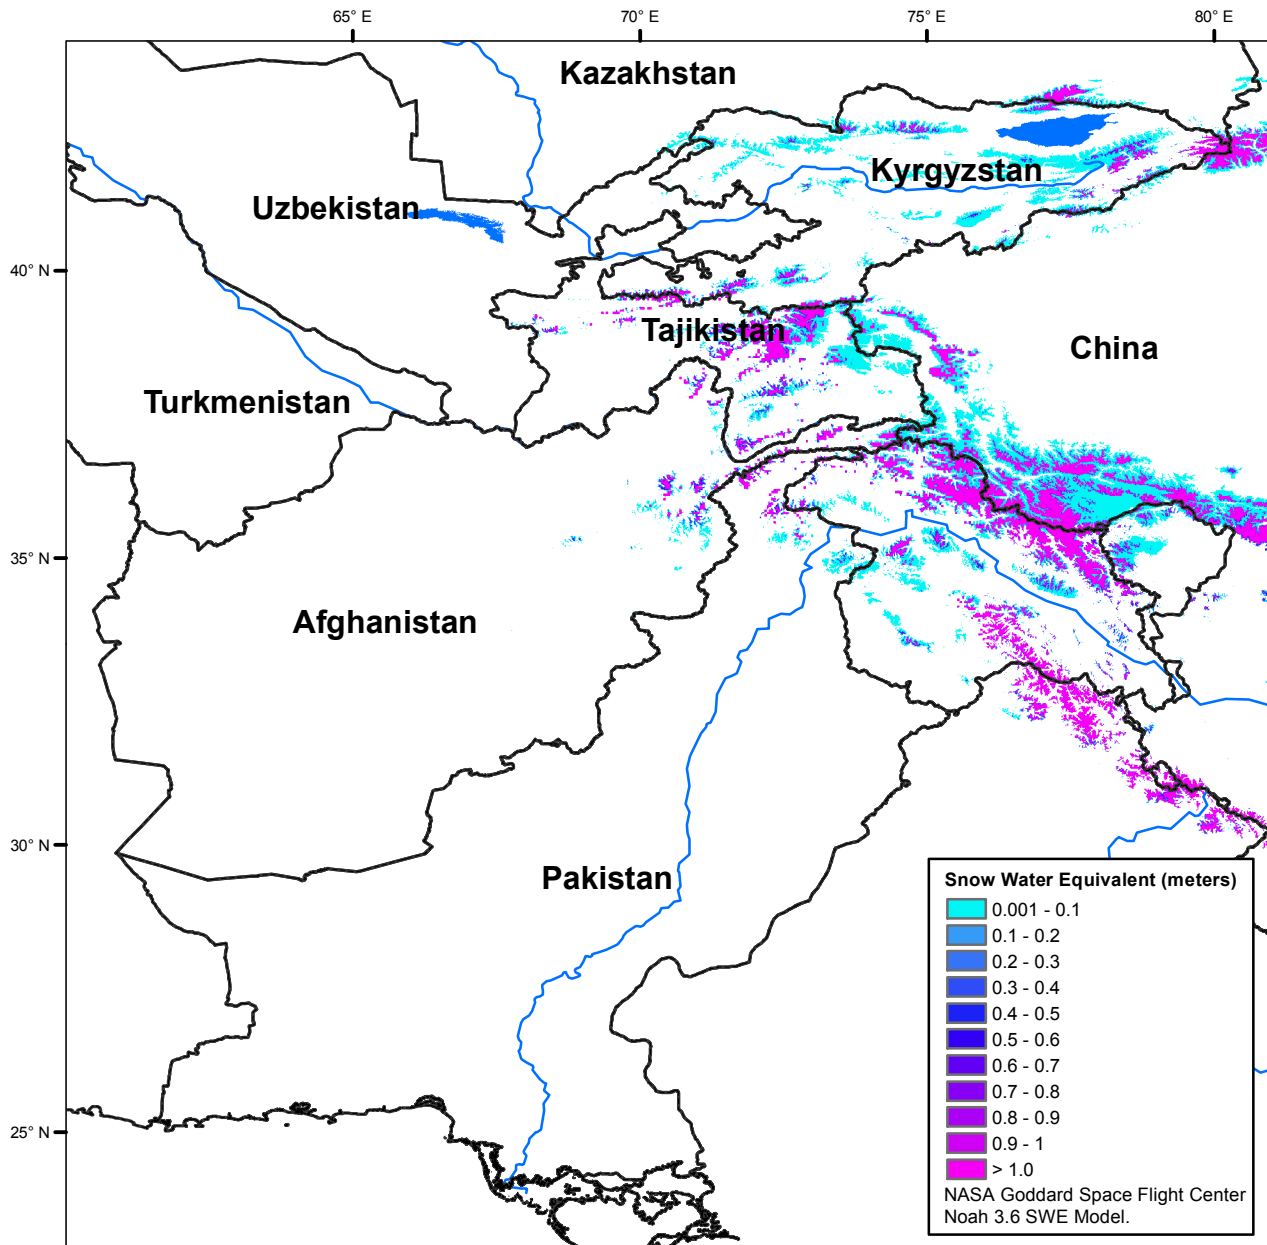 65° E 70° E 75° E 80° E
Kazakhstan
Kyrgyzstan
Uzbekistan
40° N
Tajikistan
China
Turkmenistan
35° N
Afghanistan
30° N
Pakistan
25° N
Snow Water Equivalent (meters)
0.001 - 0.1
0.1 - 0.2
0.2 - 0.3
0.3 - 0.4
0.4 - 0.5
0.5 - 0.6
0.6 - 0.7
0.7 - 0.8
0.8 - 0.9
0.9 - 1
> 1.0
NASA Goddard Space Flight Center
Noah 3.6 SWE Model.